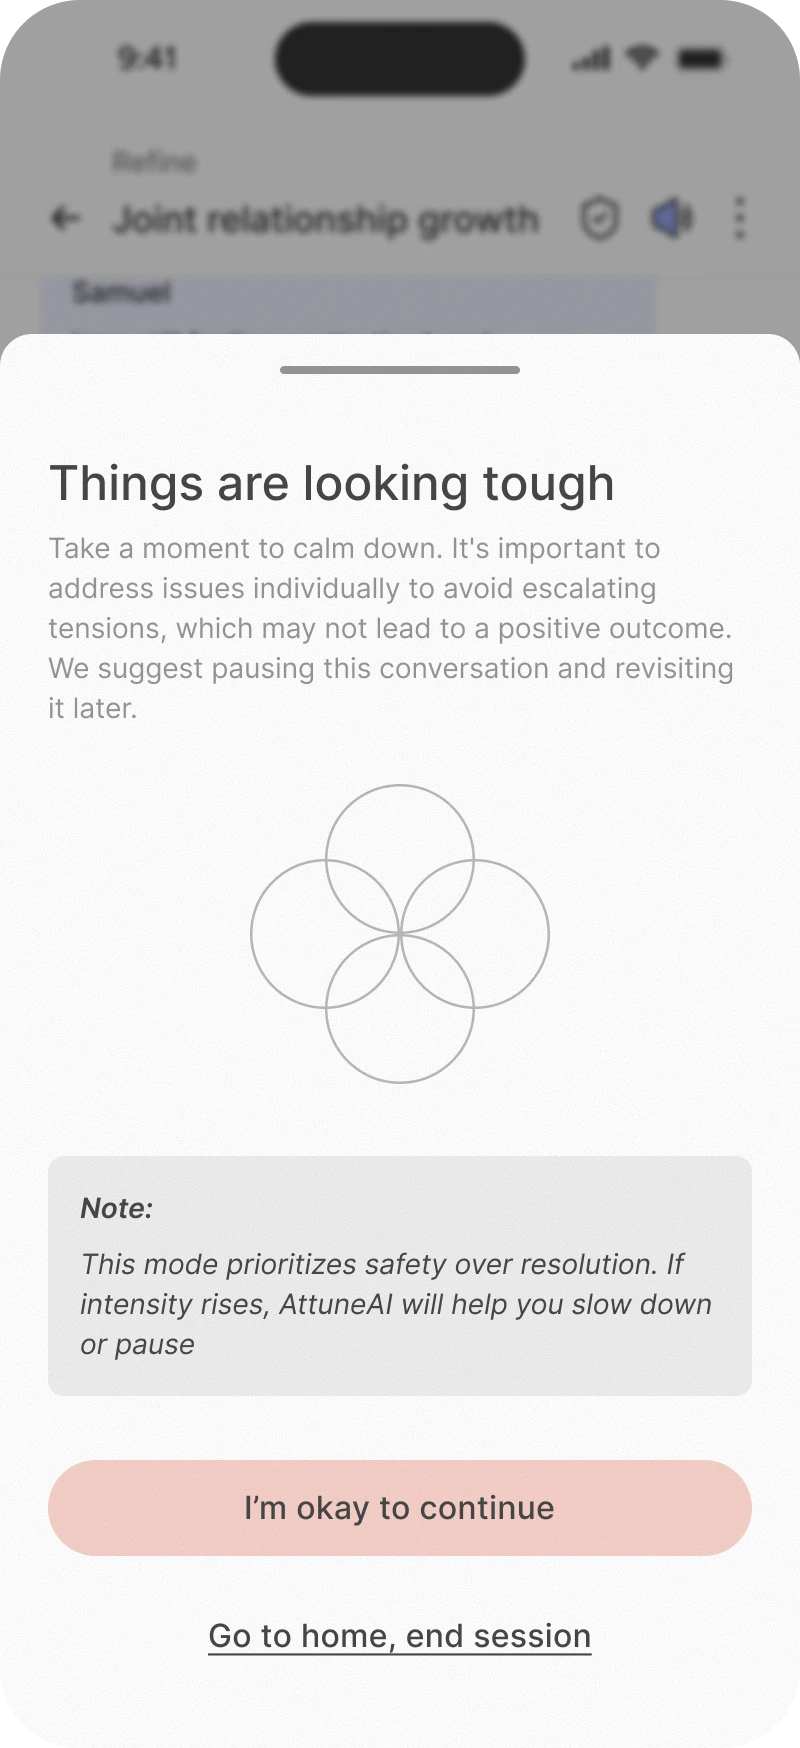 9:41
Refine
Joint relationship growth
Samuel
Things are looking tough
Take a moment to calm down. It's important to
address issues individually to avoid escalating
tensions, which may not lead to a positive outcome.
We suggest pausing this conversation and revisiting
it later.
Note:
This mode prioritizes safety over resolution. If
intensity rises, AttuneAI will help you slow down
or pause
I’m okay to continue
Go to home, end session